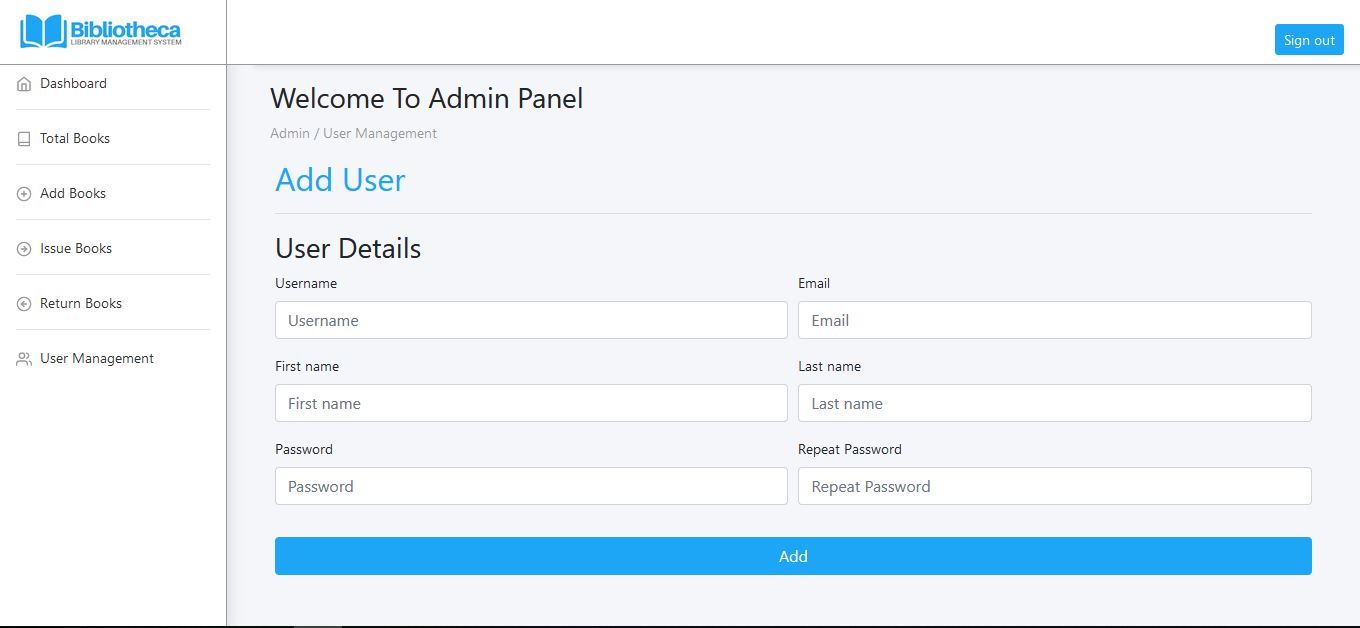 Bibliotheca
LIBRARY MANAGEMENT SYSTEM
Sign out
Dashboard
Total Books
Add Books
Issue Books
Return Books
User Management
Welcome To Admin Panel
Admin / User Management
Add User
User Details
Username Email
Username Email
First name Last name
First name Last name
Password Repeat Password
Password Repeat Password
Add